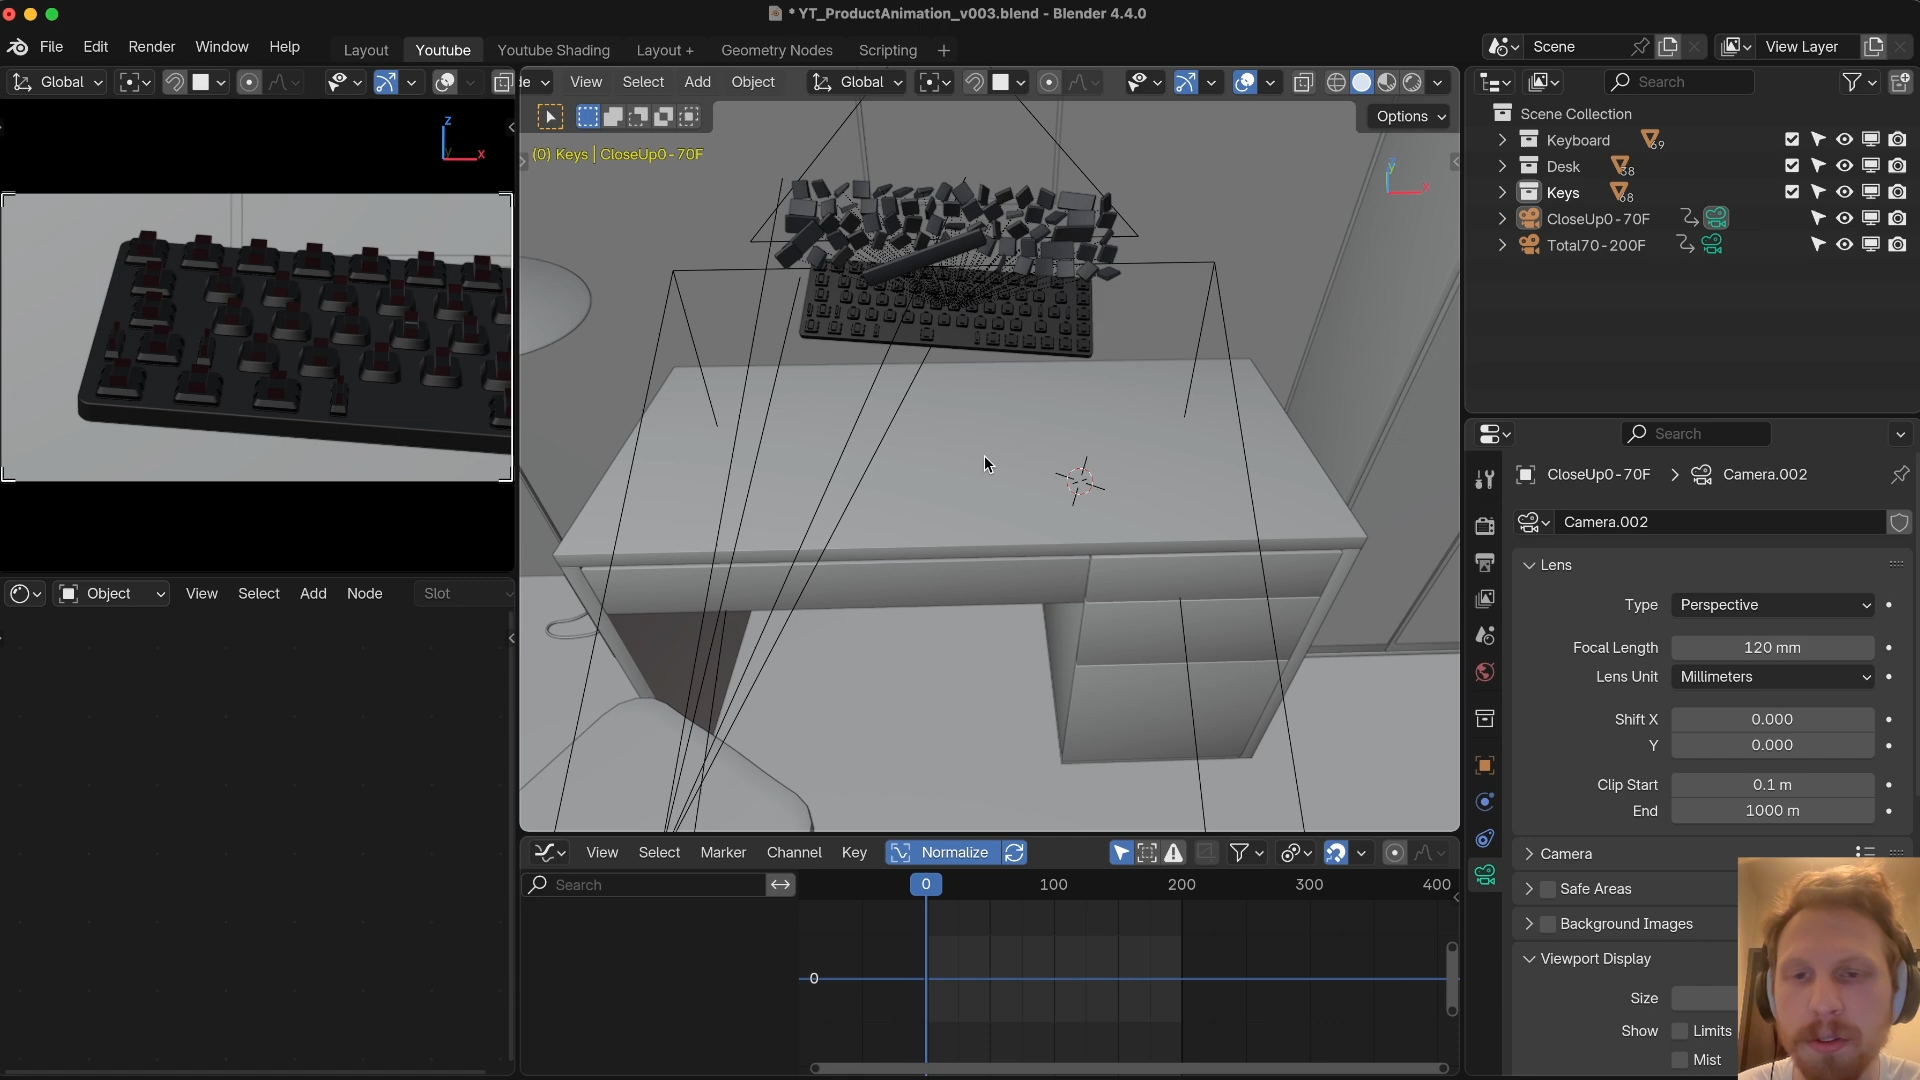 * YT_ProductAnimation_v003.blend - Blender 4.4.0
File Edit Render Window Help
Layout Youtube Youtube Shading Layout + Geometry Nodes Scripting +
Scene View Layer
Global
de View Select Add Object Global
Search
Options
Scene Collection
Keyboard 69
Desk 38
Keys 68
CloseUp0-70F
Total70-200F
z
x
y
(0) Keys | CloseUp0-70F
y
x
Search
CloseUp0-70F > Camera.002
Camera.002
Lens
Type Perspective
Focal Length 120 mm
Lens Unit Millimeters
Shift X 0.000
Y 0.000
Clip Start 0.1 m
End 1000 m
Camera
Safe Areas
Background Images
Viewport Display
Size
Show Limits
Mist
Object View Select Add Node Slot
View Select Marker Channel Key Normalize
Search
0 100 200 300 400
0